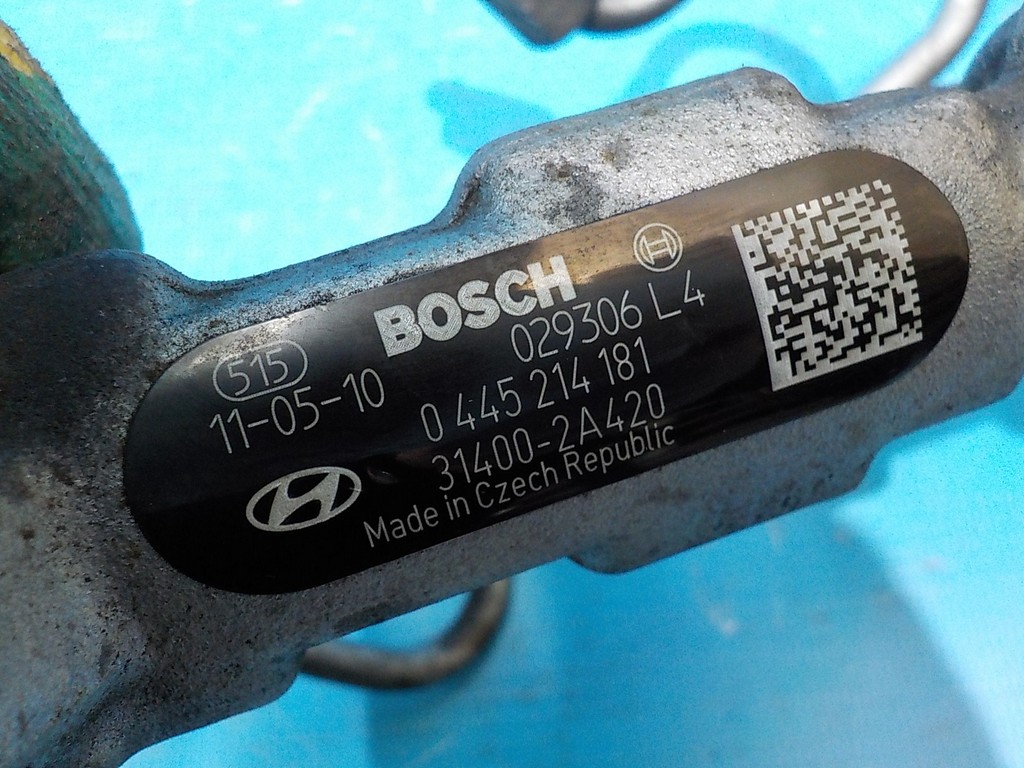 BOSCH
029306 L4
515
11-05-10
0 445 214 181
31400-2A420
Made in Czech Republic